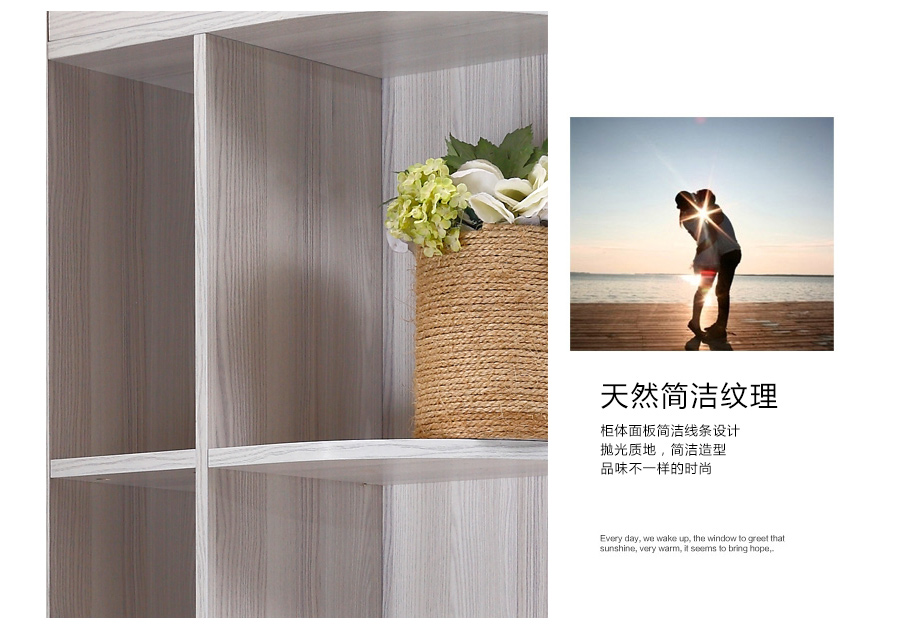 天然简洁纹理
柜体面板简洁线条设计
抛光质地，简洁造型
品味不一样的时尚
Every day, we wake up, the window to greet that
sunshine, very warm, it seems to bring hope,.